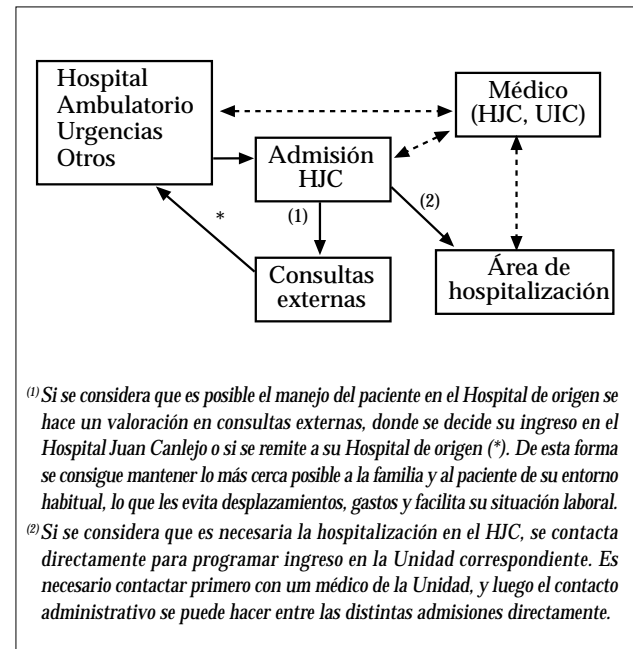 Hospital
Ambulatorio
Urgencias
Otros
Médico
(HJC, UIC)
Admisión
HJC
*
(1)
(2)
Consultas
externas
Área de
hospitalización
(1) Si se considera que es posible el manejo del paciente en el Hospital de origen se
hace un valoración en consultas externas, donde se decide su ingreso en el
Hospital Juan Canlejo o si se remite a su Hospital de origen (*). De esta forma
se consigue mantener lo más cerca posible a la familia y al paciente de su entorno
habitual, lo que les evita desplazamientos, gastos y facilita su situación laboral.
(2) Si se considera que es necesaria la hospitalización en el HJC, se contacta
directamente para programar ingreso en la Unidad correspondiente. Es
necesario contactar primero con um médico de la Unidad, y luego el contacto
administrativo se puede hacer entre las distintas admisiones directamente.